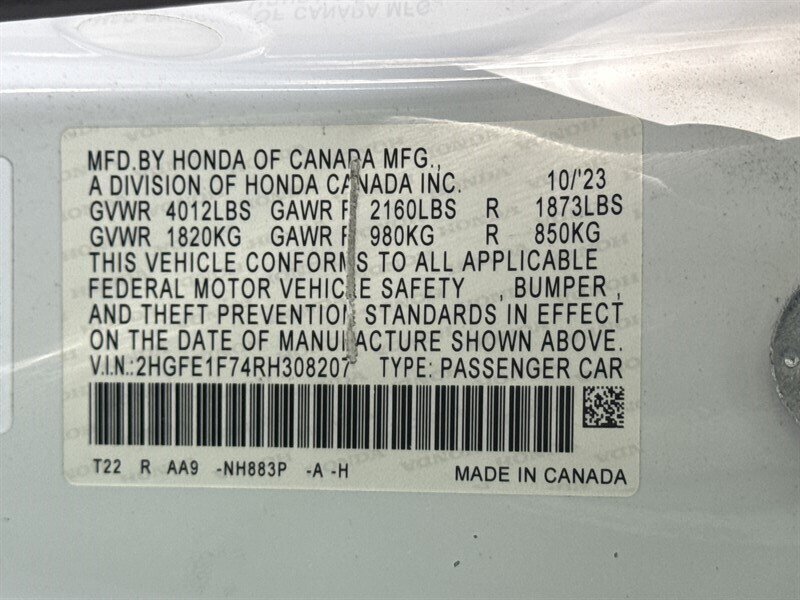 MFD.BY HONDA OF CANADA MFG.,
A DIVISION OF HONDA CANADA INC. 10/'23
GVWR 4012LBS GAWR F 2160LBS R 1873LBS
GVWR 1820KG GAWR F 980KG R 850KG
THIS VEHICLE CONFORMS TO ALL APPLICABLE
FEDERAL MOTOR VEHICLE SAFETY , BUMPER ,
AND THEFT PREVENTION STANDARDS IN EFFECT
ON THE DATE OF MANUFACTURE SHOWN ABOVE.
V.I.N.:2HGFE1F74RH308207 TYPE: PASSENGER CAR
T22 R AA9 -NH883P -A -H
MADE IN CANADA